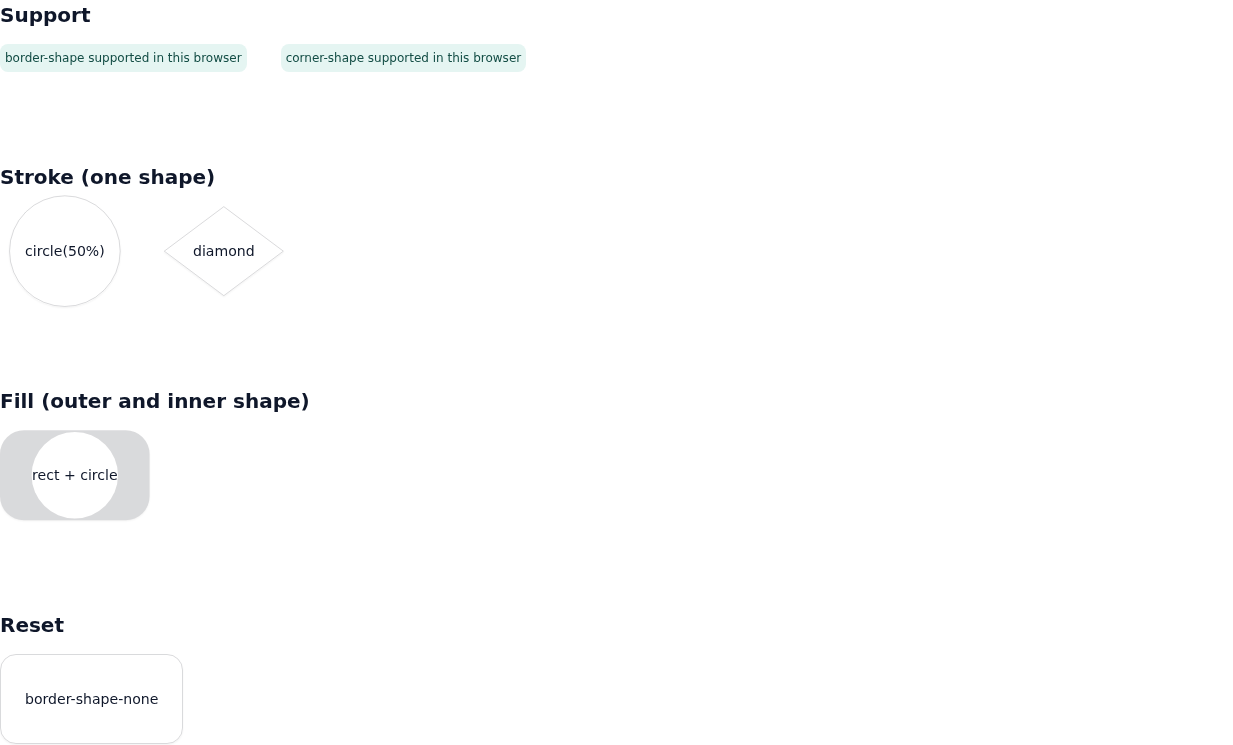 Support
border-shape supported in this browser
corner-shape supported in this browser
Stroke (one shape)
circle(50%)
diamond
Fill (outer and inner shape)
rect + circle
Reset
border-shape-none